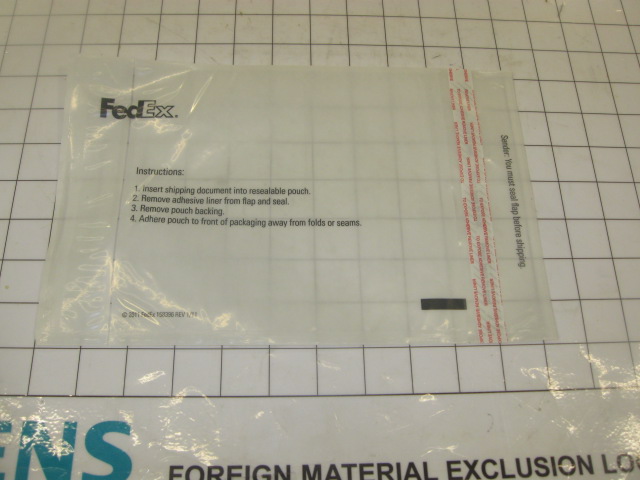 FedEx.
Instructions:
1. Insert shipping document into resealable pouch.
2. Remove adhesive liner from flap and seal.
3. Remove pouch backing.
4. Adhere pouch to front of packaging away from folds or seams.
Sender: You must seal flap before shipping.
© 2011 FedEx
ENS
FOREIGN MATERIAL EXCLUSION LO